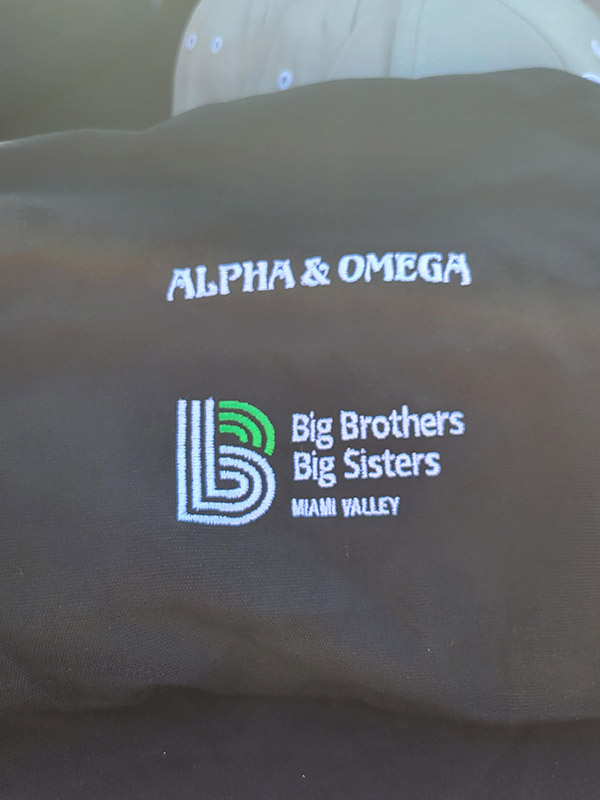 ALPHA & OMEGA
Big Brothers
Big Sisters
MIAMI VALLEY